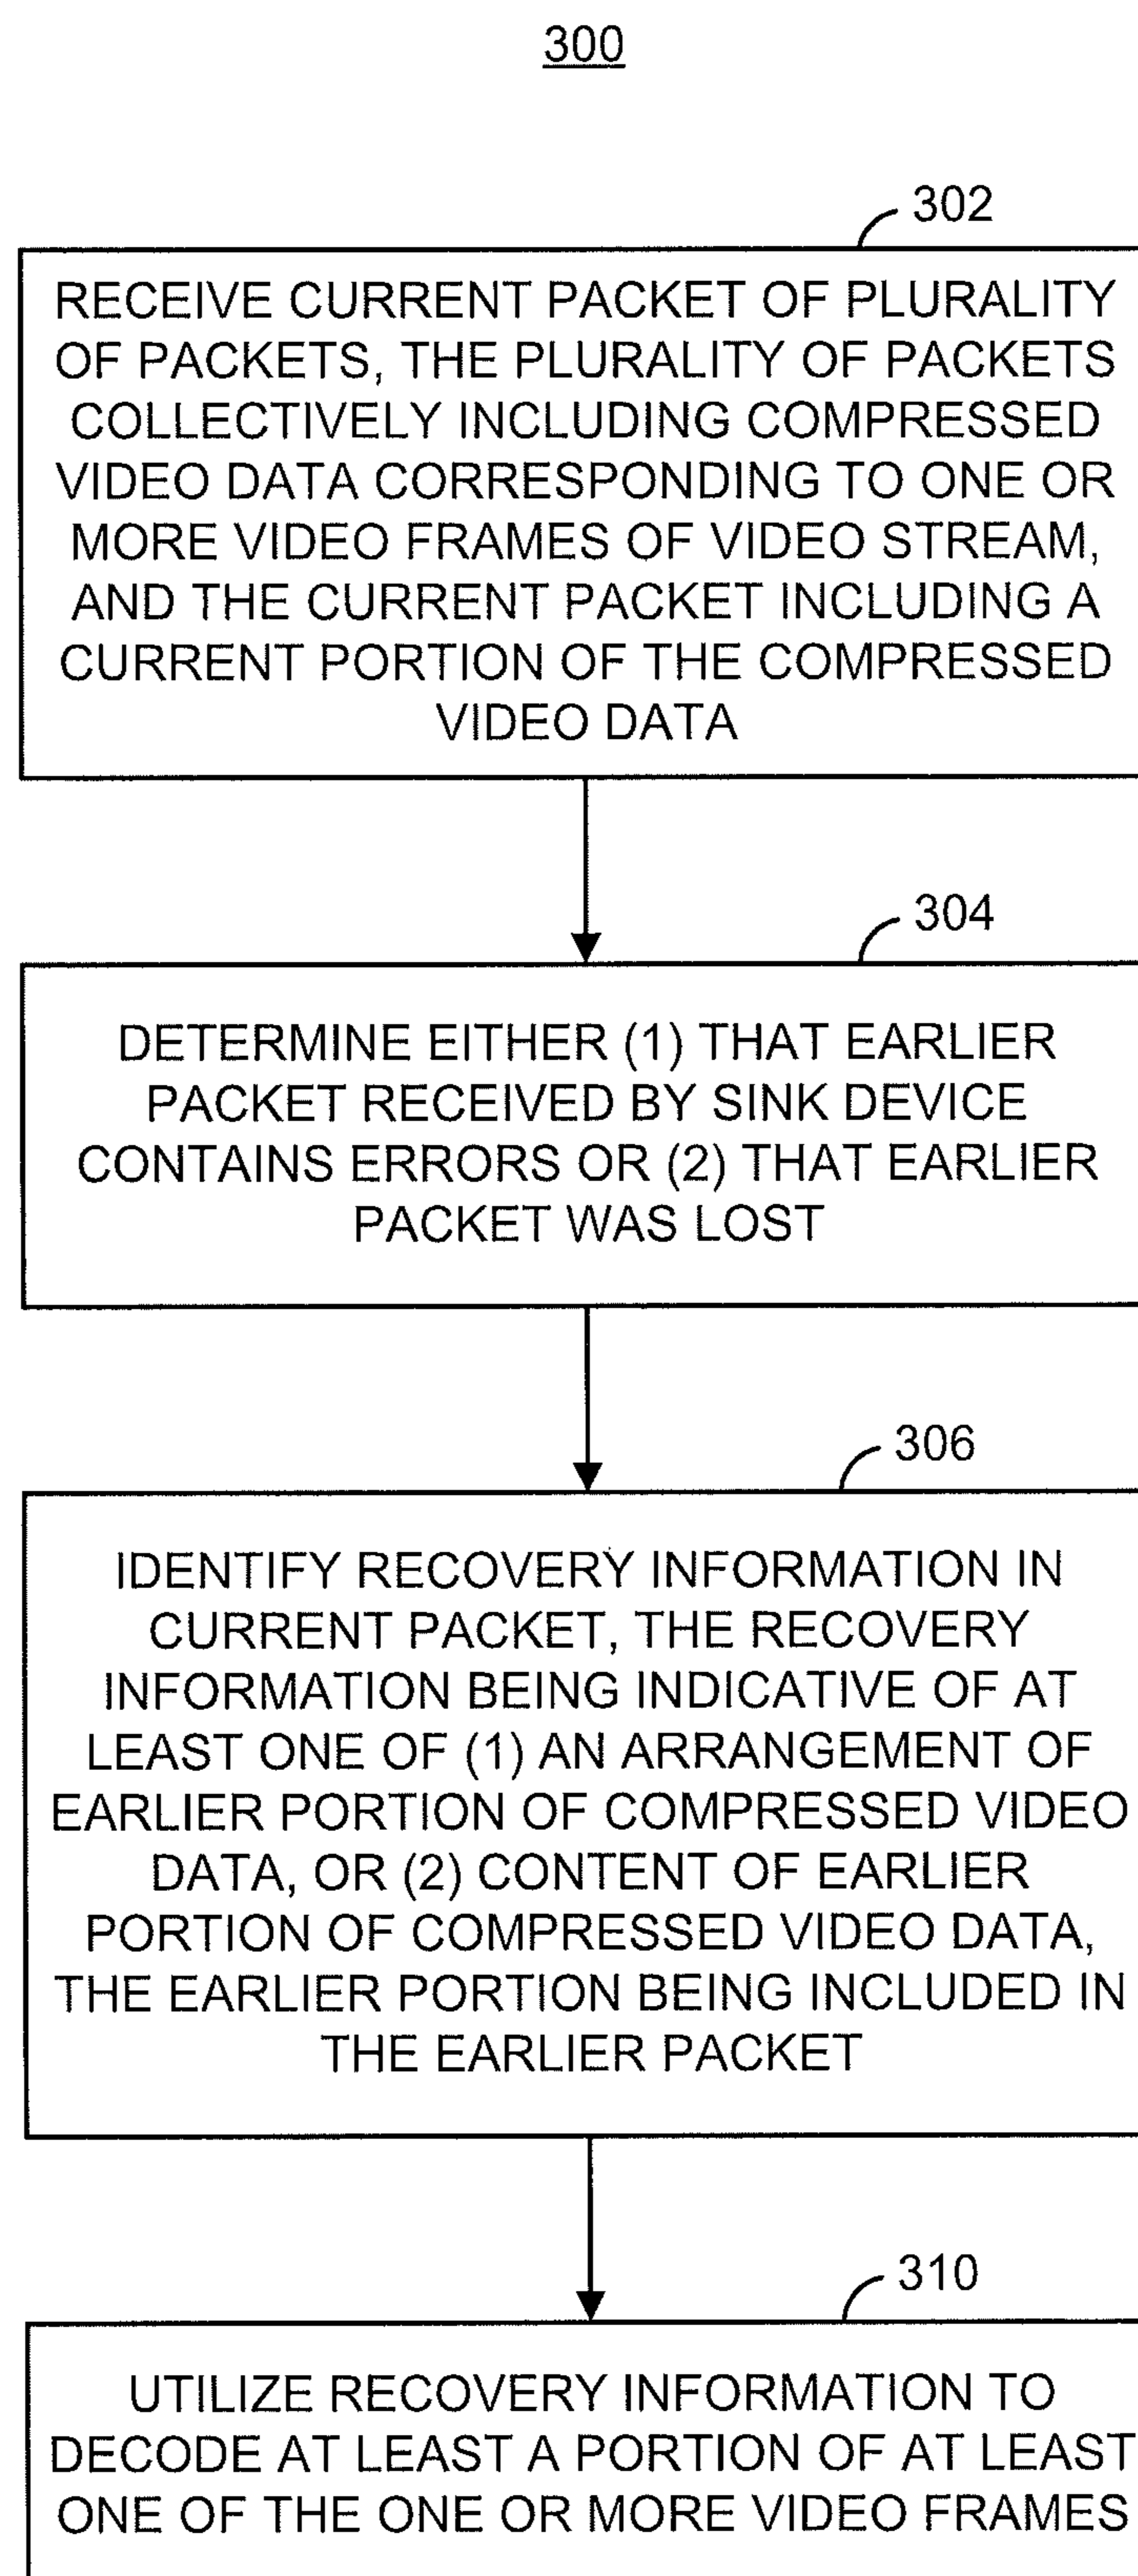 300
302
RECEIVE CURRENT PACKET OF PLURALITY
OF PACKETS, THE PLURALITY OF PACKETS
COLLECTIVELY INCLUDING COMPRESSED
VIDEO DATA CORRESPONDING TO ONE OR
MORE VIDEO FRAMES OF VIDEO STREAM,
AND THE CURRENT PACKET INCLUDING A
CURRENT PORTION OF THE COMPRESSED
VIDEO DATA
304
DETERMINE EITHER (1) THAT EARLIER
PACKET RECEIVED BY SINK DEVICE
CONTAINS ERRORS OR (2) THAT EARLIER
PACKET WAS LOST
306
IDENTIFY RECOVERY INFORMATION IN
CURRENT PACKET, THE RECOVERY
INFORMATION BEING INDICATIVE OF AT
LEAST ONE OF (1) AN ARRANGEMENT OF
EARLIER PORTION OF COMPRESSED VIDEO
DATA, OR (2) CONTENT OF EARLIER
PORTION OF COMPRESSED VIDEO DATA,
THE EARLIER PORTION BEING INCLUDED IN
THE EARLIER PACKET
310
UTILIZE RECOVERY INFORMATION TO
DECODE AT LEAST A PORTION OF AT LEAST
ONE OF THE ONE OR MORE VIDEO FRAMES